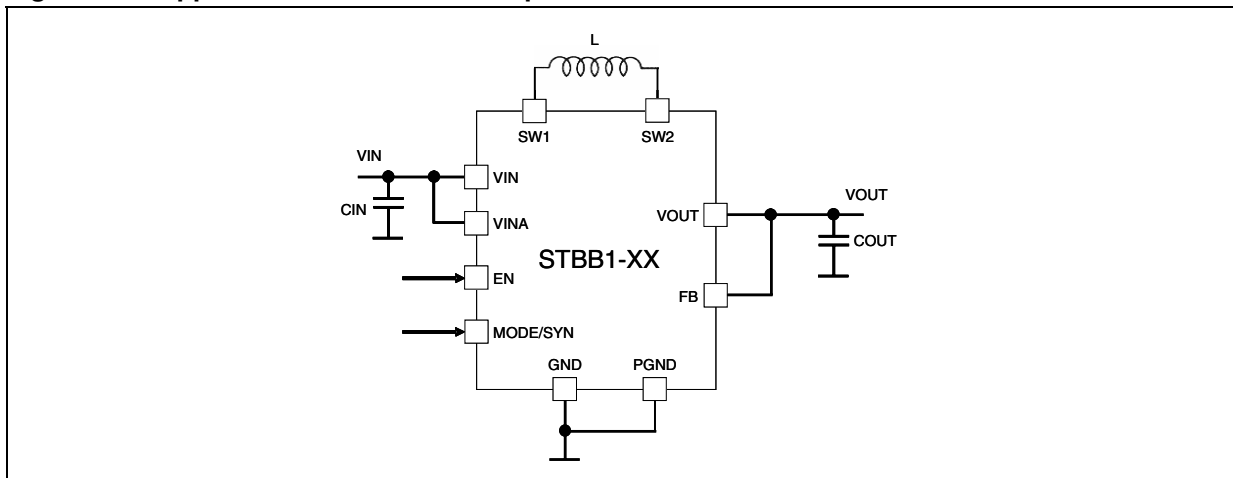 L
SW1
SW2
VIN
VIN
CIN
VINA
VOUT
VOUT
COUT
STBB1-XX
EN
FB
MODE/SYN
GND
PGND